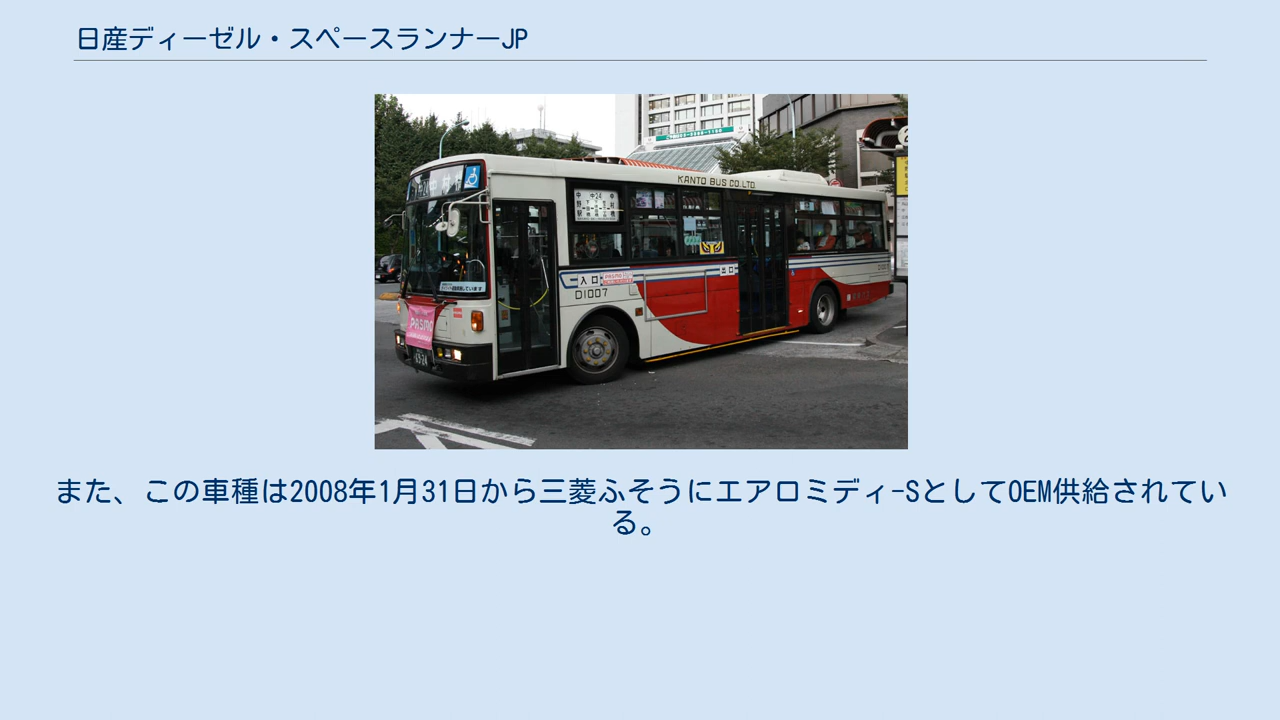 日産ディーゼル・スペースランナーJP
KANTO BUS CO.,LTD
入口
出口
D1007
PASMO
また、この車種は2008年1月31日から三菱ふそうにエアロミディ-SとしてOEM供給されてい
る。